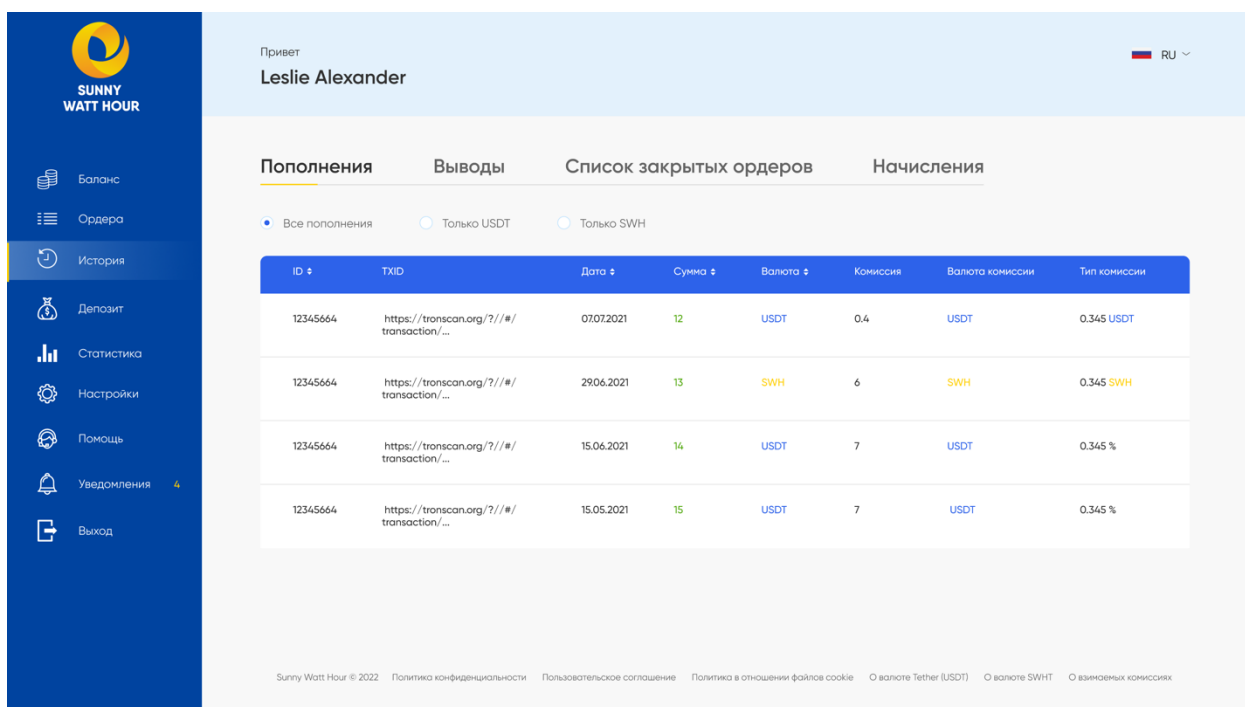 SUNNY
WATT HOUR
Баланс
Ордера
История
Депозит
Статистика
Настройки
Помощь
Уведомления 4
Выход
Привет
Leslie Alexander
RU
Пополнения Выводы Список закрытых ордеров Начисления
Все пополнения Только USDT Только SWH
ID TXID Дата Сумма Валюта Комиссия Валюта комиссии Тип комиссии
12345664 https://tronscan.org/?//#/ 07.07.2021 12 USDT 0.4 USDT 0.345 USDT
transaction/...
12345664 https://tronscan.org/?//#/ 29.06.2021 13 SWH 6 SWH 0.345 SWH
transaction/...
12345664 https://tronscan.org/?//#/ 15.06.2021 14 USDT 7 USDT 0.345 %
transaction/...
12345664 https://tronscan.org/?//#/ 15.05.2021 15 USDT 7 USDT 0.345 %
transaction/...
Sunny Watt Hour © 2022 Политика конфиденциальности Пользовательское соглашение Политика в отношении файлов cookie О валюте Tether (USDT) О валюте SWHT О взимаемых комиссиях